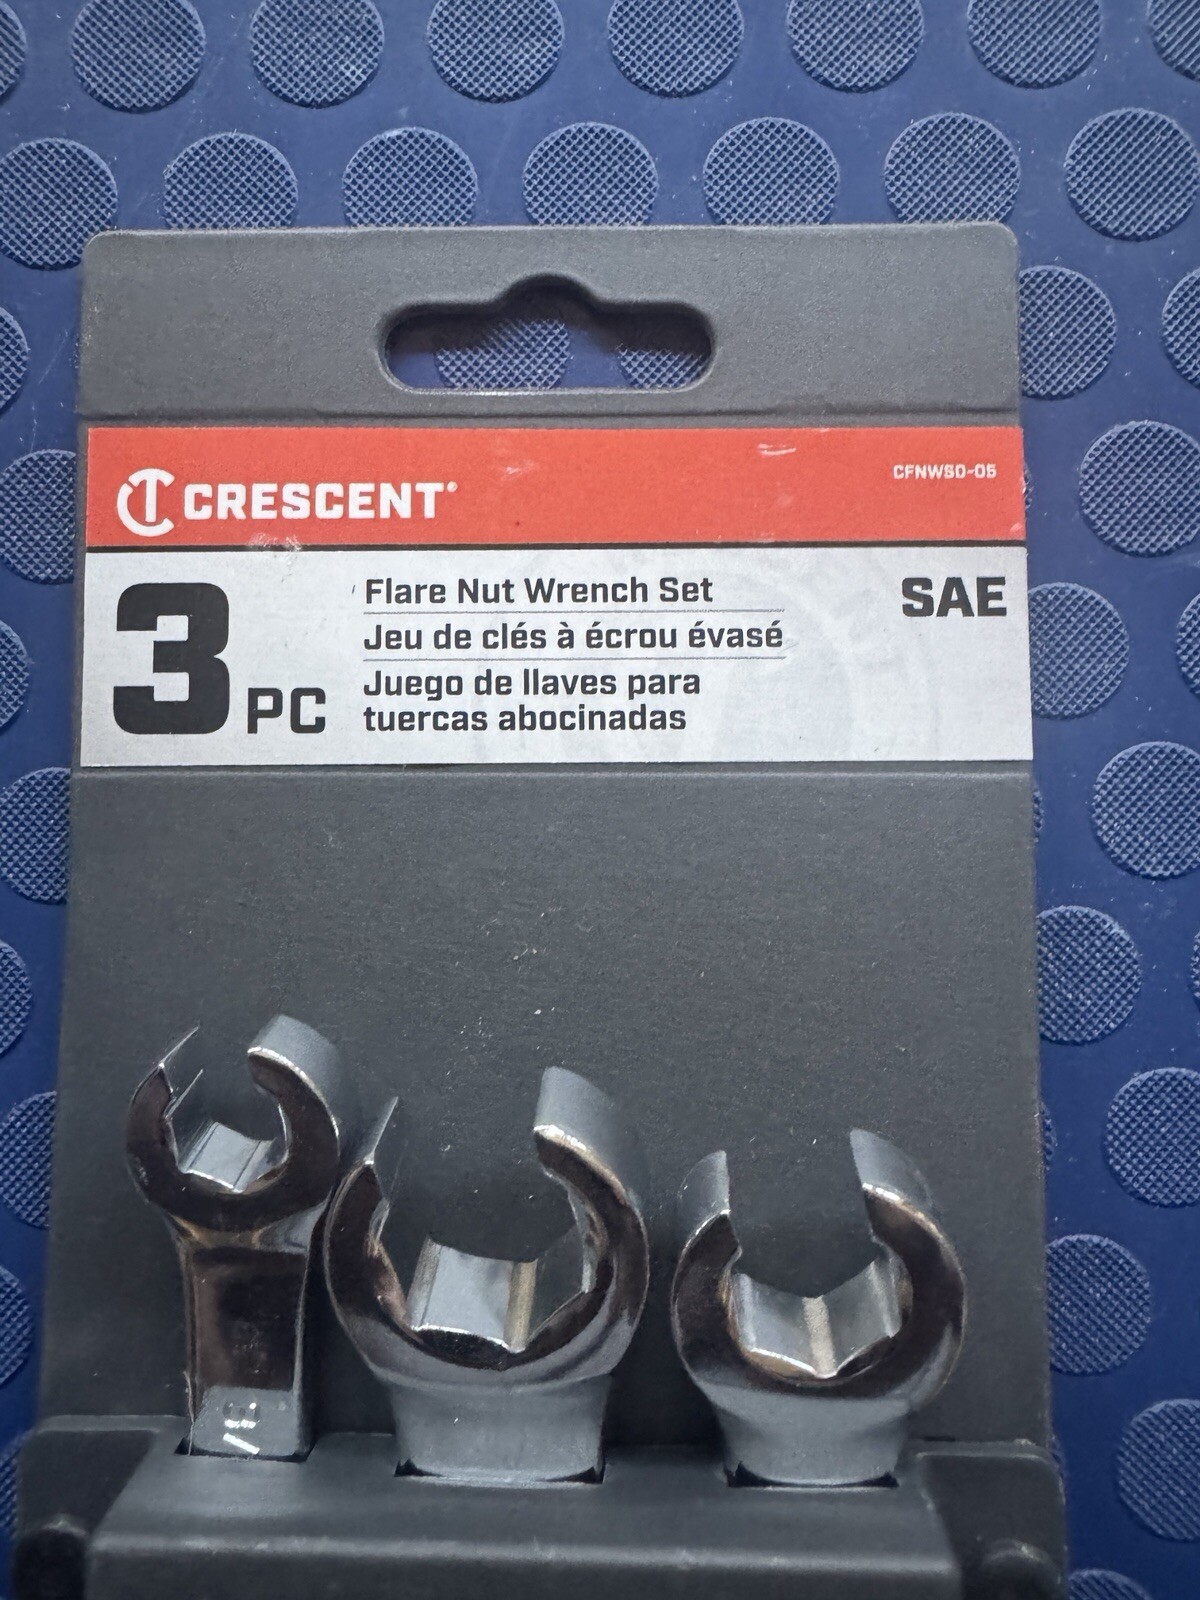 CRESCENT®
CFNWS0-05
3 PC
Flare Nut Wrench Set
SAE
Jeu de clés à écrou évasé
Juego de llaves para
tuercas abocinadas